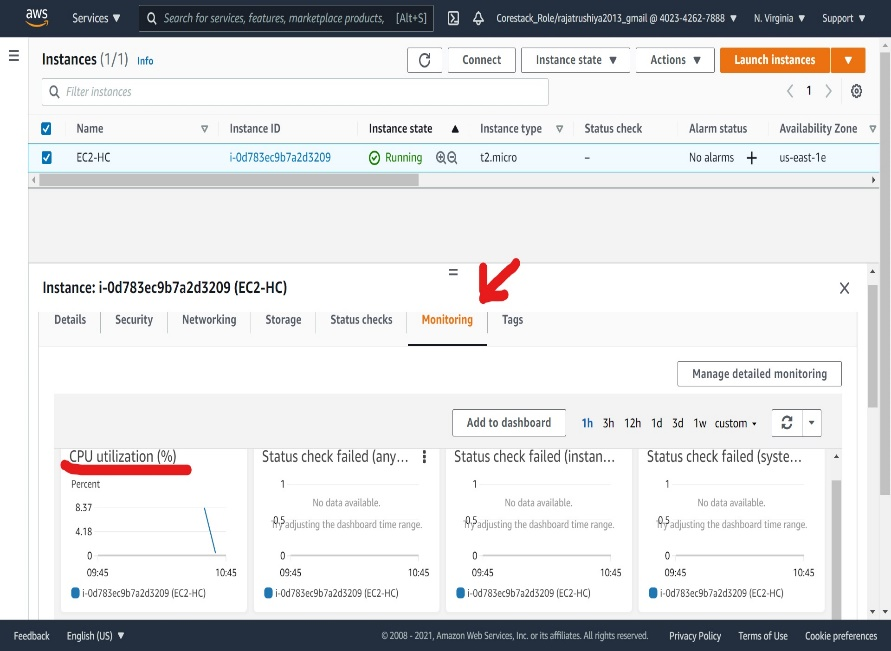 aws Services ▼ Search for services, features, marketplace products, [Alt+S] Corestack_Role/rajatrushiya2013_gmail @ 4023-4262-7888 ▼ N. Virginia ▼ Support ▼
Instances (1/1) Info Connect Instance state ▼ Actions ▼ Launch instances ▼
Filter instances 1
Name Instance ID Instance state ▲ Instance type Status check Alarm status Availability Zone
EC2-HC i-0d783ec9b7a2d3209 Running t2.micro – No alarms + us-east-1e
Instance: i-0d783ec9b7a2d3209 (EC2-HC)
Details Security Networking Storage Status checks Monitoring Tags
Manage detailed monitoring
Add to dashboard 1h 3h 12h 1d 3d 1w custom
CPU utilization (%) Status check failed (any... Status check failed (instan... Status check failed (syste...
Percent 1 1 1
8.37 No data available. No data available. No data available.
4.18 0.5 Try adjusting the dashboard time range. 0.5 Try adjusting the dashboard time range. 0.5 Try adjusting the dashboard time range.
0 0 0 0
09:45 10:45 09:45 10:45 09:45 10:45 09:45 10:45
i-0d783ec9b7a2d3209 (EC2-HC) i-0d783ec9b7a2d3209 (EC2-HC) i-0d783ec9b7a2d3209 (EC2-HC) i-0d783ec9b7a2d3209 (EC2-HC)
Feedback English (US) ▼ © 2008 - 2021, Amazon Web Services, Inc. or its affiliates. All rights reserved. Privacy Policy Terms of Use Cookie preferences